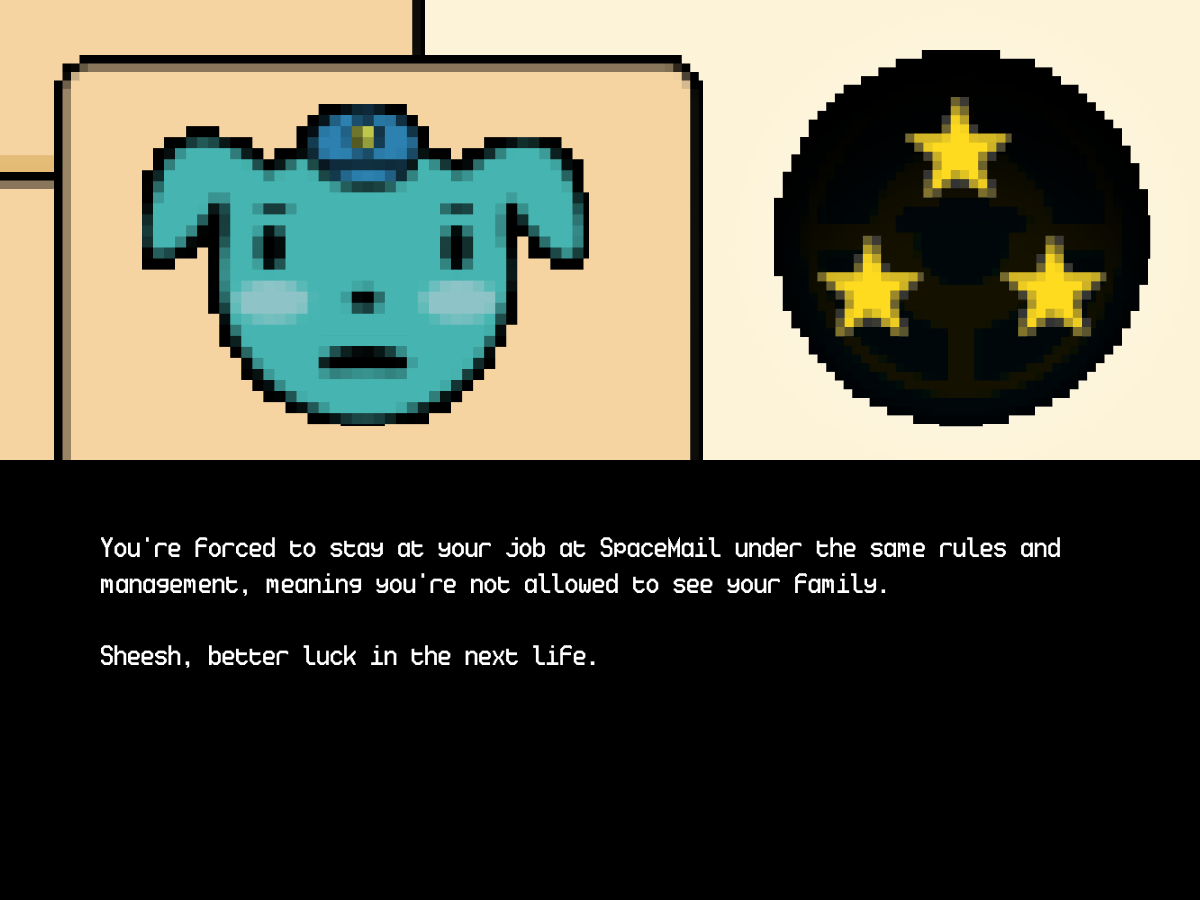 You're forced to stay at your job at SpaceMail under the same rules and
management, meaning you're not allowed to see your family.
Sheesh, better luck in the next life.